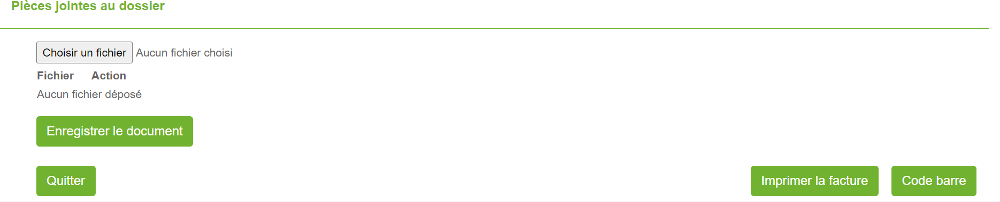 Pièces jointes au dossier
Choisir un fichier Aucun fichier choisi
Fichier Action
Aucun fichier déposé
Enregistrer le document
Quitter Imprimer la facture Code barre